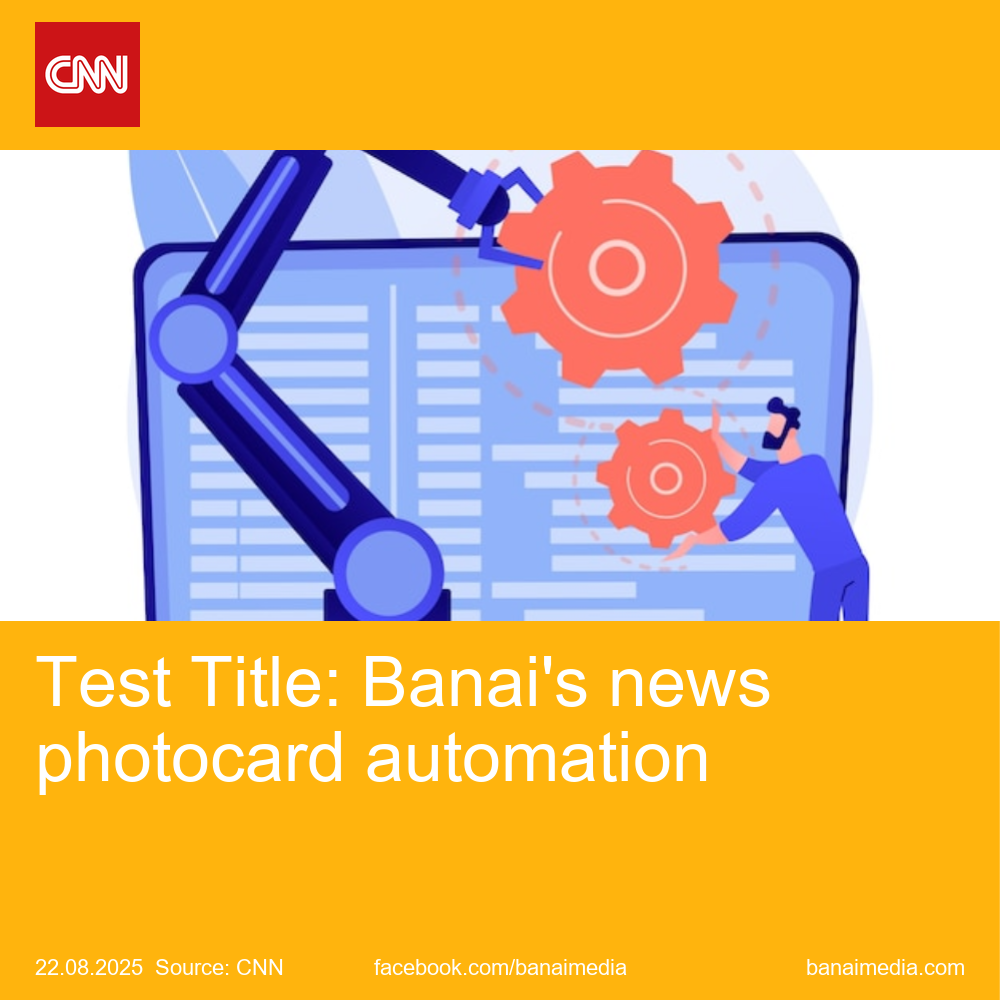 CNN
Test Title: Banai's news
photocard automation
22.08.2025  Source: CNN
facebook.com/banaimedia
banaimedia.com